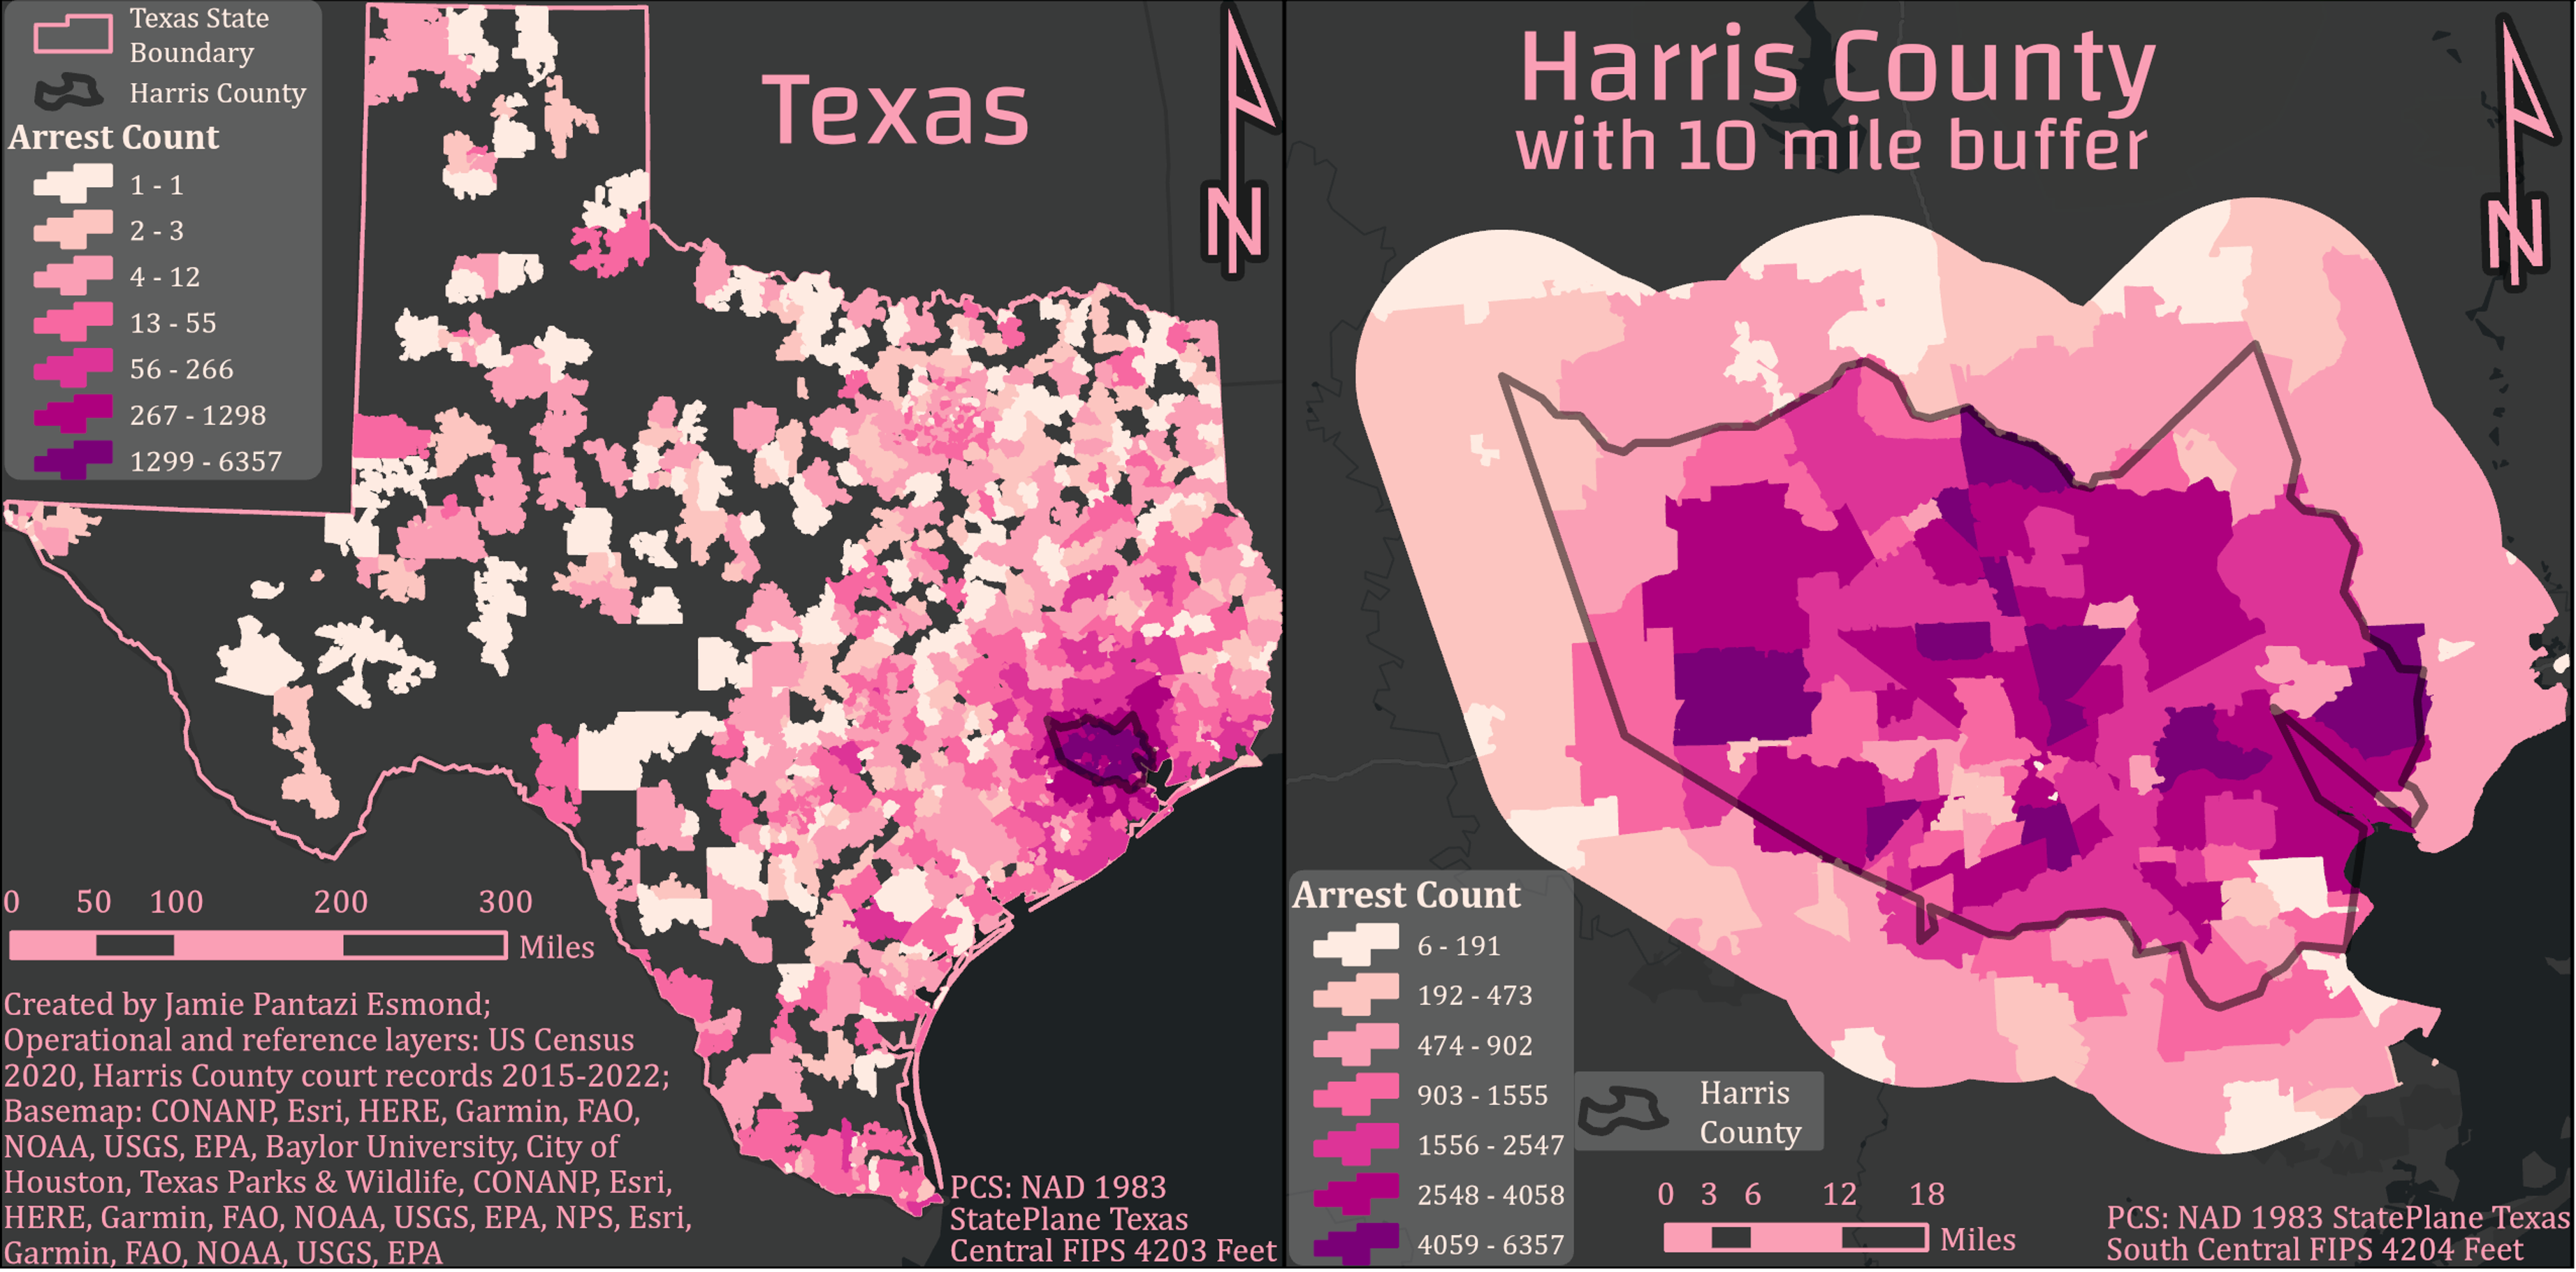 Texas State
Boundary
Harris County
Arrest Count
1 - 1
2 - 3
4 - 12
13 - 55
56 - 266
267 - 1298
1299 - 6357
Texas
N
0 50 100 200 300
Miles
Created by Jamie Pantazi Esmond;
Operational and reference layers: US Census
2020, Harris County court records 2015-2022;
Basemap: CONANP, Esri, HERE, Garmin, FAO,
NOAA, USGS, EPA, Baylor University, City of
Houston, Texas Parks & Wildlife, CONANP, Esri,
HERE, Garmin, FAO, NOAA, USGS, EPA, NPS, Esri,
Garmin, FAO, NOAA, USGS, EPA
PCS: NAD 1983
StatePlane Texas
Central FIPS 4203 Feet
Harris County
with 10 mile buffer
N
Arrest Count
6 - 191
192 - 473
474 - 902
903 - 1555
1556 - 2547
2548 - 4058
4059 - 6357
Harris
County
0 3 6 12 18
Miles
PCS: NAD 1983 StatePlane Texas
South Central FIPS 4204 Feet